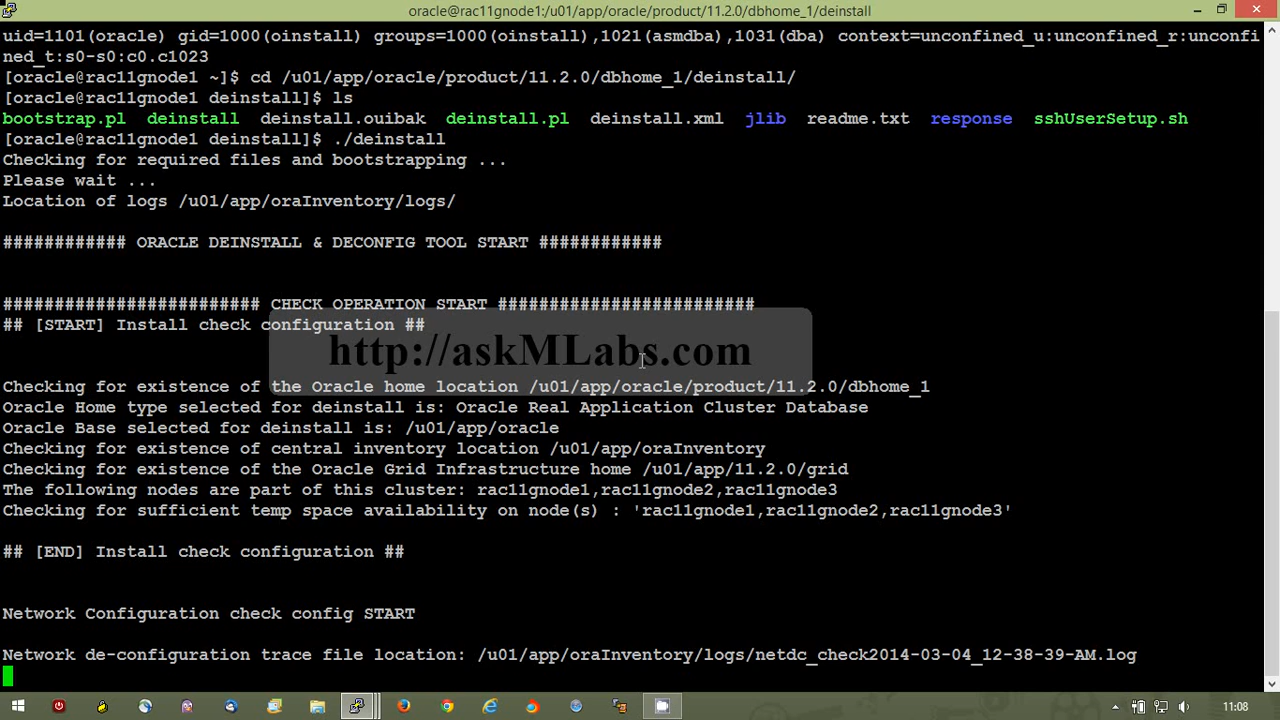 oracle@rac11gnode1:/u01/app/oracle/product/11.2.0/dbhome_1/deinstall
uid=1101(oracle) gid=1000(oinstall) groups=1000(oinstall),1021(asmdba),1031(dba) context=unconfined_u:unconfined_r:unconfi
ned_t:s0-s0:c0.c1023
[oracle@rac11gnode1 ~]$ cd /u01/app/oracle/product/11.2.0/dbhome_1/deinstall/
[oracle@rac11gnode1 deinstall]$ ls
bootstrap.pl deinstall deinstall.ouibak deinstall.pl deinstall.xml jlib readme.txt response sshUserSetup.sh
[oracle@rac11gnode1 deinstall]$ ./deinstall
Checking for required files and bootstrapping ...
Please wait ...
Location of logs /u01/app/oraInventory/logs/
############ ORACLE DEINSTALL & DECONFIG TOOL START ############
######################### CHECK OPERATION START #########################
## [START] Install check configuration ##
http://askMLabs.com
Checking for existence of the Oracle home location /u01/app/oracle/product/11.2.0/dbhome_1
Oracle Home type selected for deinstall is: Oracle Real Application Cluster Database
Oracle Base selected for deinstall is: /u01/app/oracle
Checking for existence of central inventory location /u01/app/oraInventory
Checking for existence of the Oracle Grid Infrastructure home /u01/app/11.2.0/grid
The following nodes are part of this cluster: rac11gnode1,rac11gnode2,rac11gnode3
Checking for sufficient temp space availability on node(s) : 'rac11gnode1,rac11gnode2,rac11gnode3'
## [END] Install check configuration ##
Network Configuration check config START
Network de-configuration trace file location: /u01/app/oraInventory/logs/netdc_check2014-03-04_12-38-39-AM.log
11:08